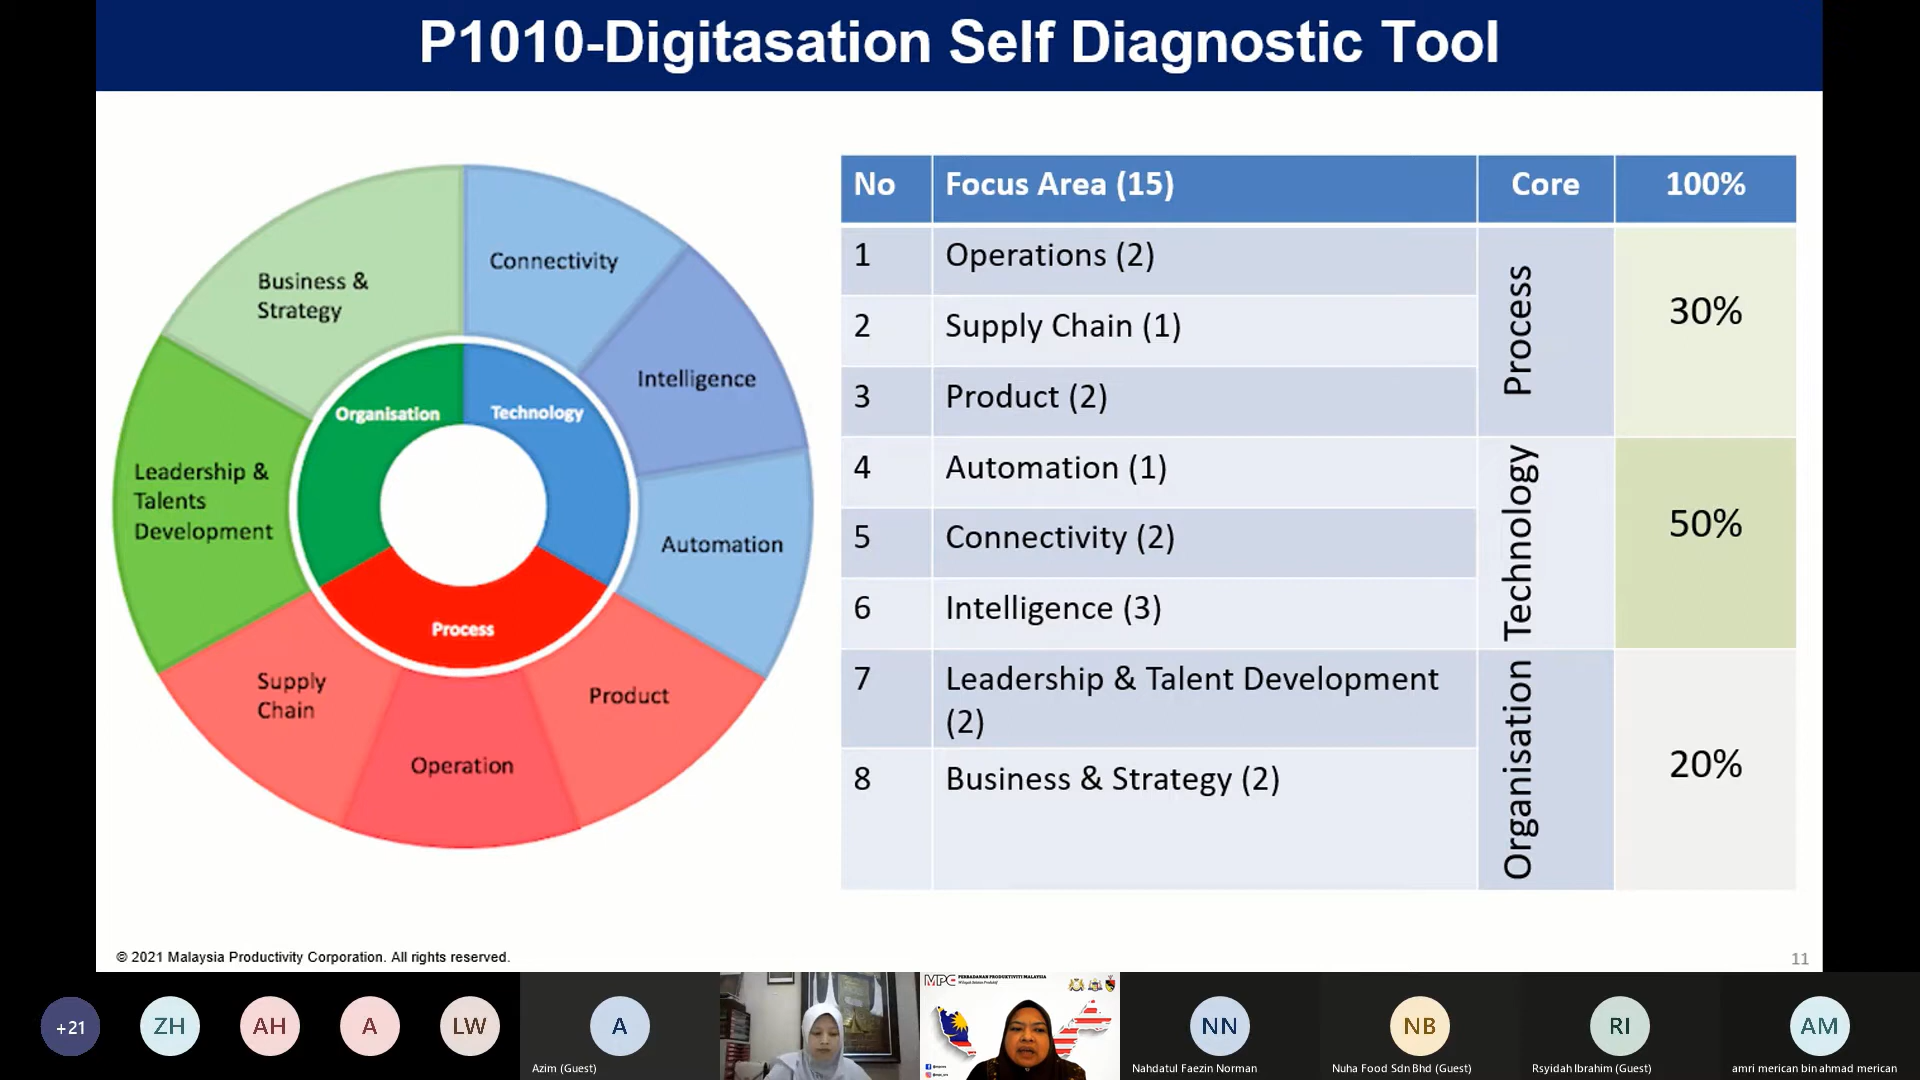 P1010-Digitasation Self Diagnostic Tool
Business &
Strategy
Connectivity
Intelligence
Automation
Product
Operation
Supply
Chain
Leadership &
Talents
Development
Organisation
Technology
Process
No Focus Area (15) Core 100%
1 Operations (2)
2 Supply Chain (1)
3 Product (2)
Process 30%
4 Automation (1)
5 Connectivity (2)
6 Intelligence (3)
Technology 50%
7 Leadership & Talent Development
(2)
8 Business & Strategy (2)
Organisation 20%
© 2021 Malaysia Productivity Corporation. All rights reserved.
11
+21
ZH
AH
A
LW
A
Azim (Guest)
MPC PERBADANAN PRODUKTIVITI MALAYSIA
NN
Nahdatul Faezin Norman
NB
Nuha Food Sdn Bhd (Guest)
RI
Rsyidah Ibrahim (Guest)
AM
amri merican bin ahmad merican